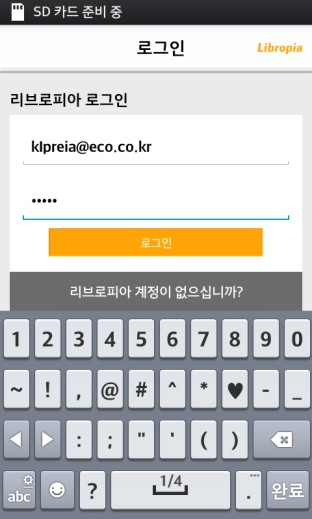 SD 카드 준비 중
로그인 Libropia
리브로피아 로그인
klpreia@eco.co.kr
•••••
로그인
리브로피아 계정이 없으십니까?
1 2 3 4 5 6 7 8 9 0
~ ! , @ # ^ * ♥ - _
: ; " ' ( )
abc ? 1/4 . 완료